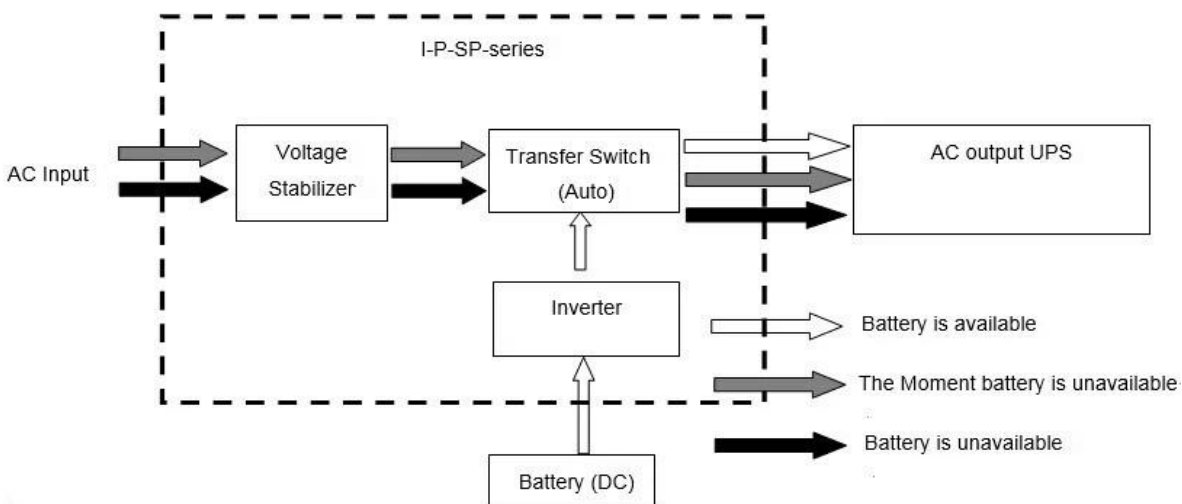 I-P-SP-series
AC Input
Voltage
Stabilizer
Transfer Switch
(Auto)
AC output UPS
Inverter
Battery (DC)
Battery is available
The Moment battery is unavailable
Battery is unavailable